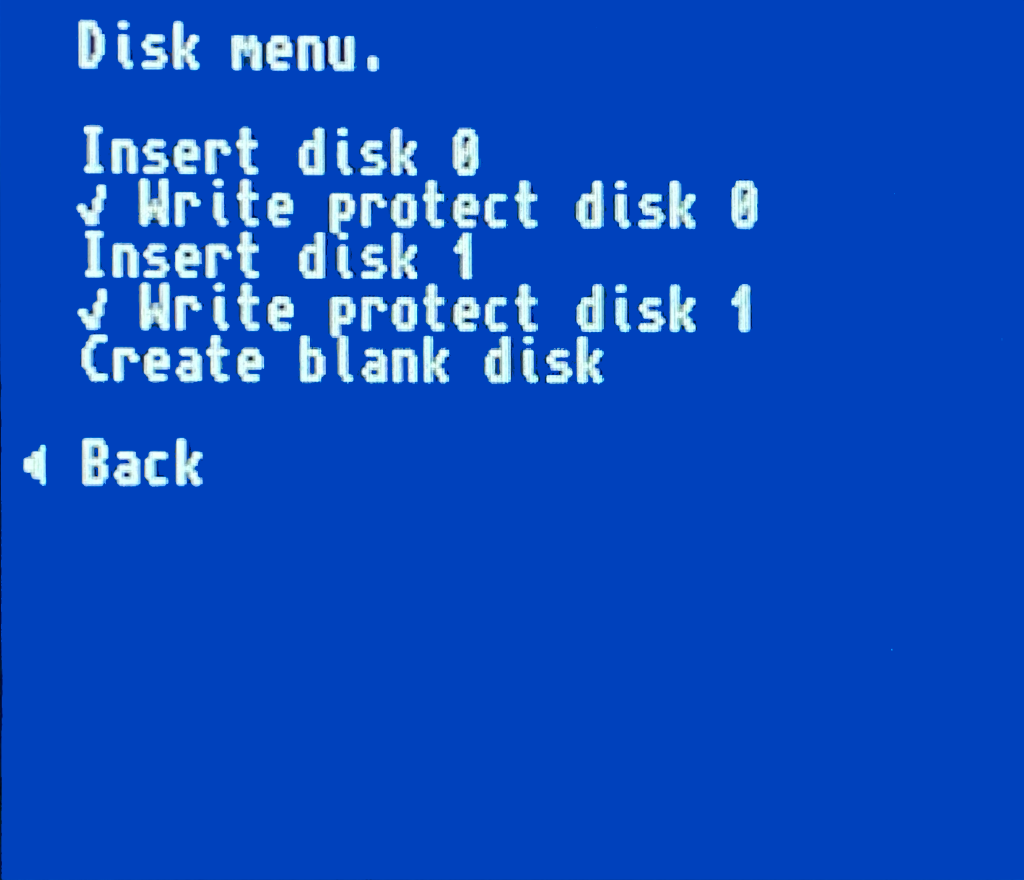 Disk menu.
Insert disk 0
✓ Write protect disk 0
Insert disk 1
✓ Write protect disk 1
Create blank disk
◀ Back